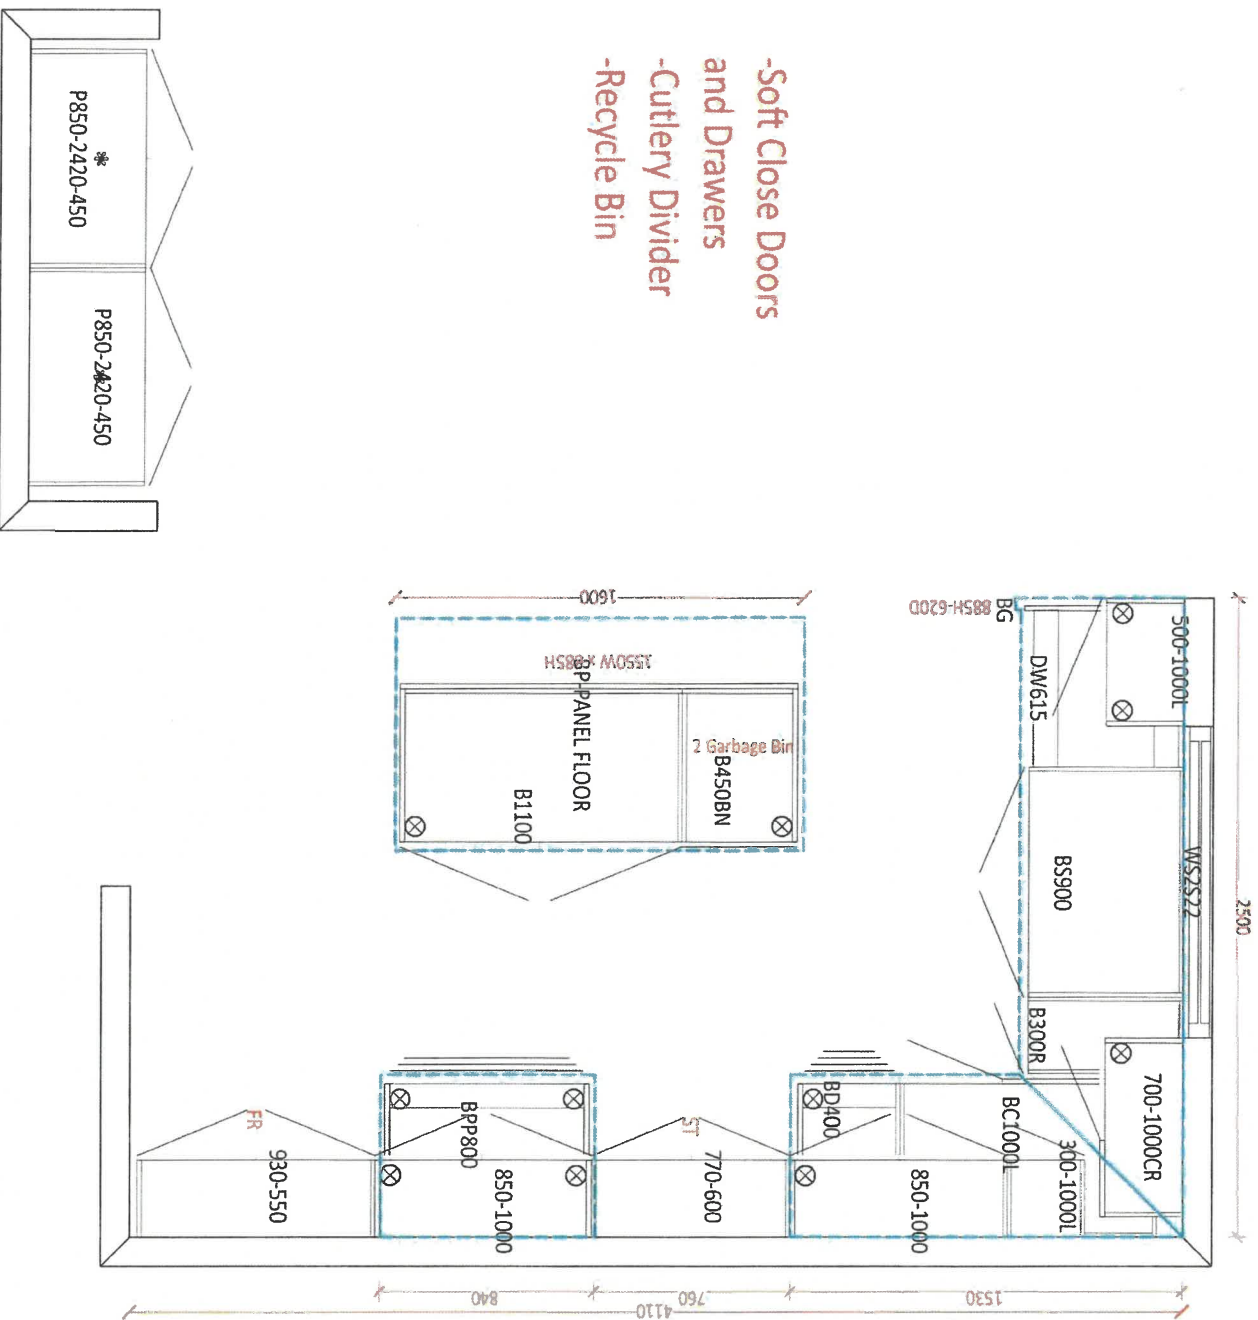 -Soft Close Doors
and Drawers
-Cutlery Divider
-Recycle Bin
P850-2420-450
P850-2420-450
1600
1550W x 885H
BP-PANEL FLOOR
2 Garbage Bin
B450BN
B1100
885H-620D
BG
DW615
500-1000L
BS900
WS2S22
2500
B300R
700-1000CR
BC1000L
300-1000L
BD400
850-1000
ST
770-600
BPP800
850-1000
FR
930-550
840
760
1530
4110